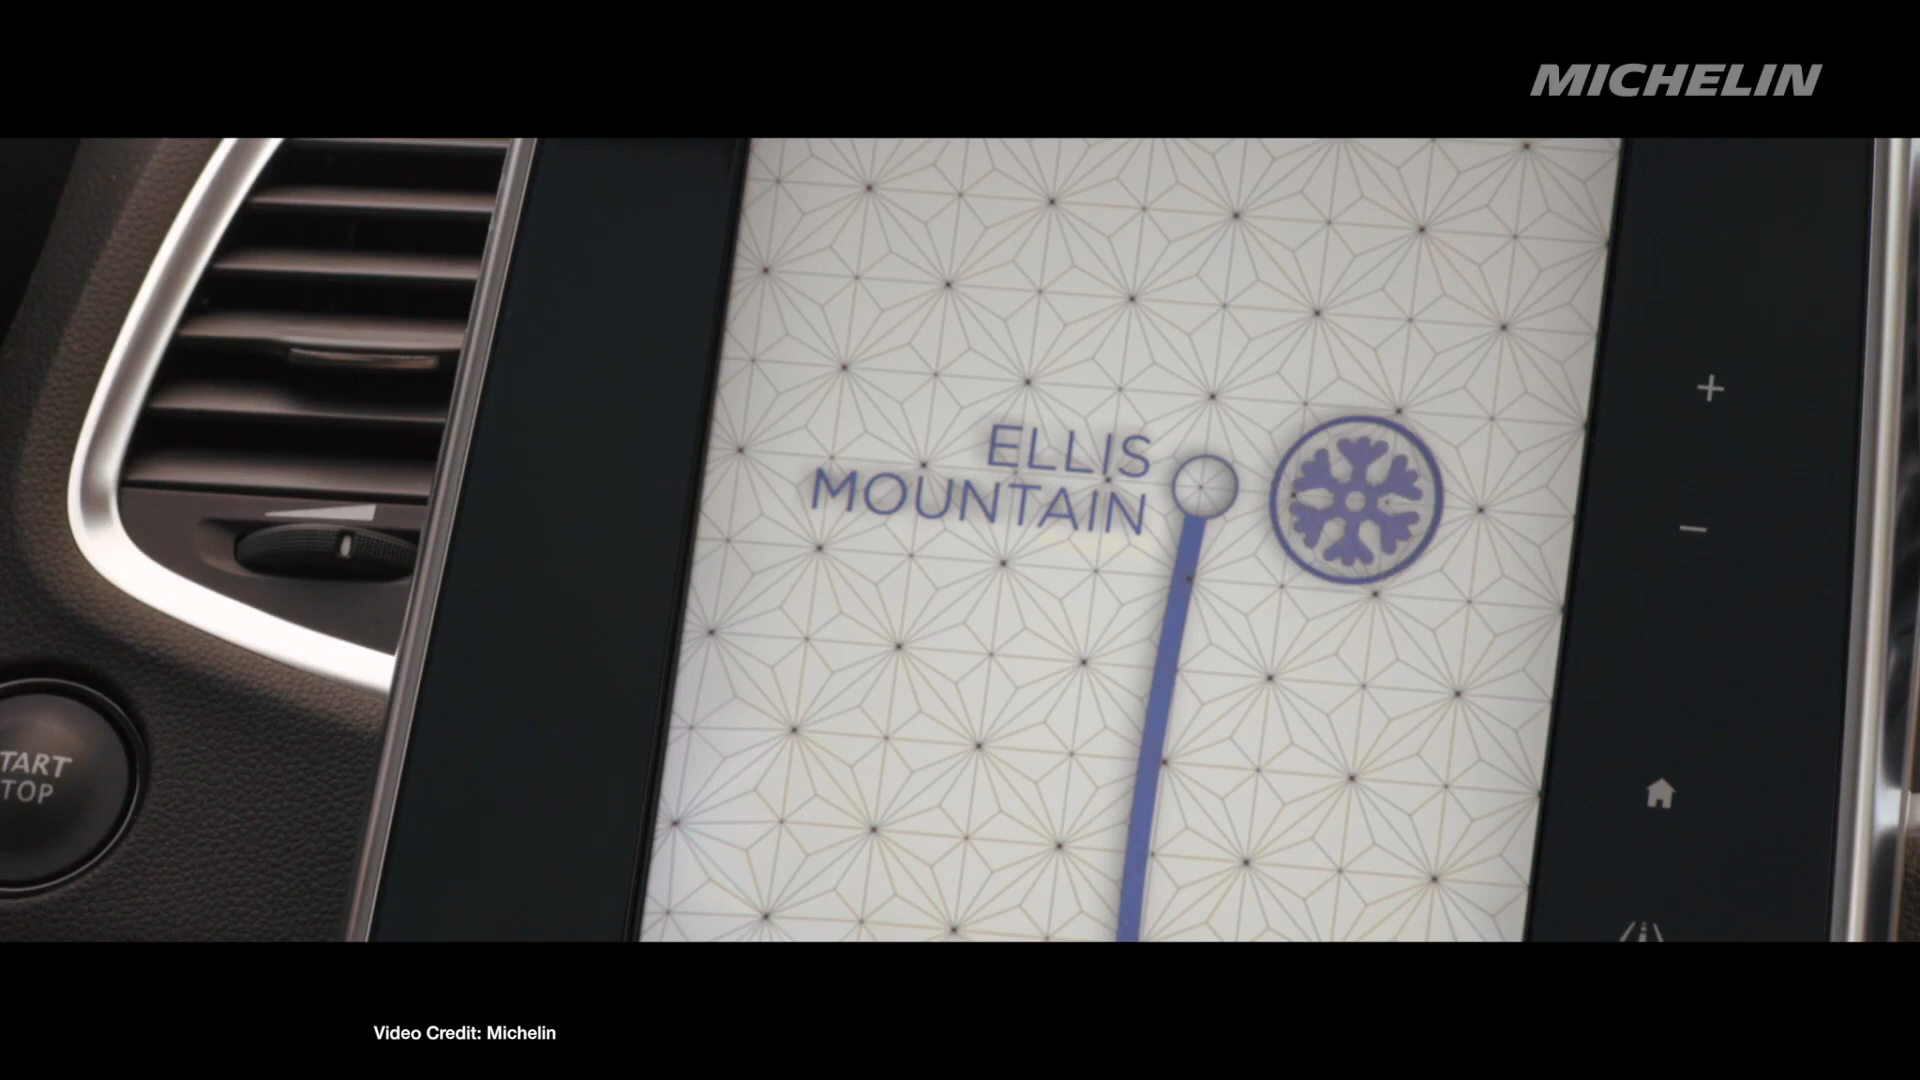 MICHELIN
ELLIS
MOUNTAIN
TART
TOP
Video Credit: Michelin